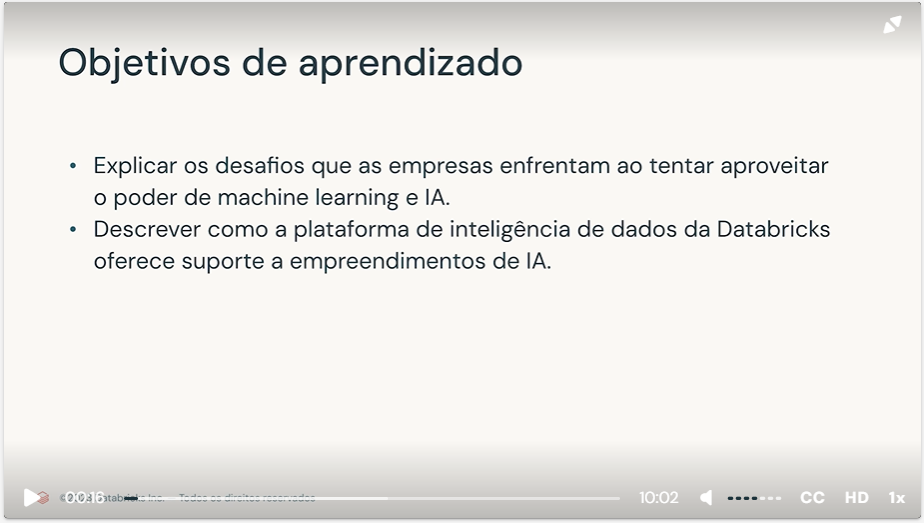 Objetivos de aprendizado
• Explicar os desafios que as empresas enfrentam ao tentar aproveitar
o poder de machine learning e IA.
• Descrever como a plataforma de inteligência de dados da Databricks
oferece suporte a empreendimentos de IA.
Databricks Inc. — Todos os direitos reservados
00:16 10:02 CC HD 1x